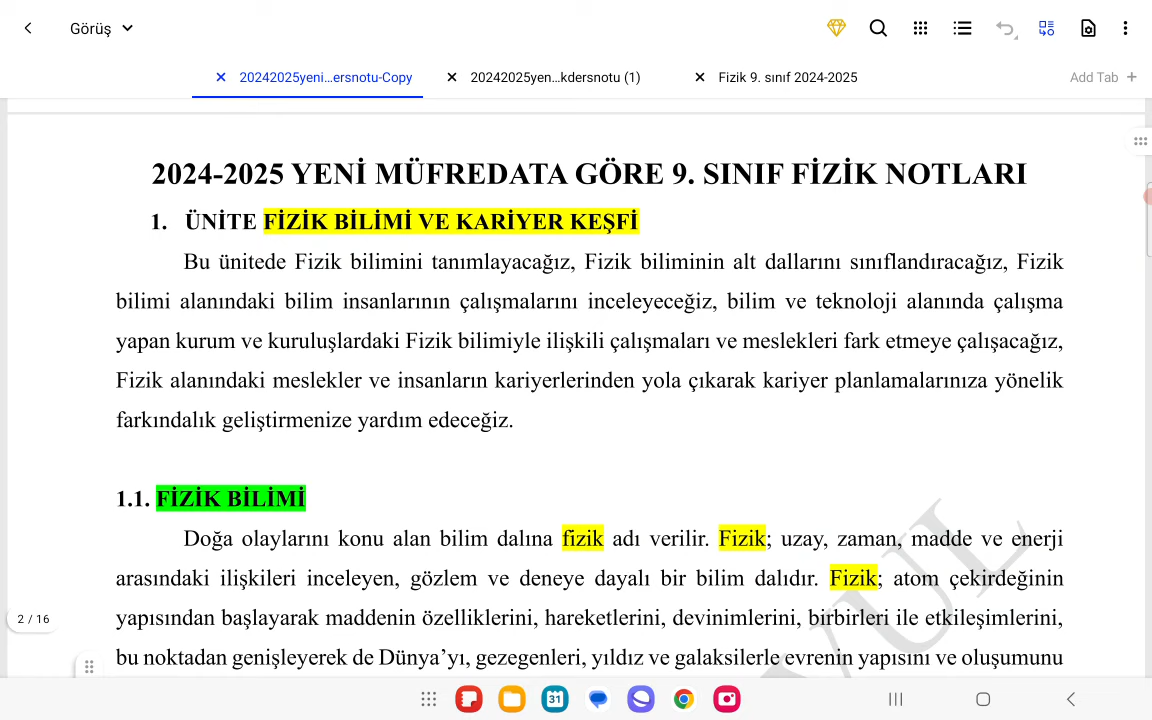 Görüş
20242025yeni...ersnotu-Copy
20242025yen...kdersnotu (1)
Fizik 9. sınıf 2024-2025
Add Tab +
2024-2025 YENİ MÜFREDATA GÖRE 9. SINIF FİZİK NOTLARI
1. ÜNİTE FİZİK BİLİMİ VE KARİYER KEŞFİ
Bu ünitede Fizik bilimini tanımlayacağız, Fizik biliminin alt dallarını sınıflandıracağız, Fizik
bilimi alanındaki bilim insanlarının çalışmalarını inceleyeceğiz, bilim ve teknoloji alanında çalışma
yapan kurum ve kuruluşlardaki Fizik bilimiyle ilişkili çalışmaları ve meslekleri fark etmeye çalışacağız,
Fizik alanındaki meslekler ve insanların kariyerlerinden yola çıkarak kariyer planlamalarınıza yönelik
farkındalık geliştirmenize yardım edeceğiz.
1.1. FİZİK BİLİMİ
Doğa olaylarını konu alan bilim dalına fizik adı verilir. Fizik; uzay, zaman, madde ve enerji
arasındaki ilişkileri inceleyen, gözlem ve deneye dayalı bir bilim dalıdır. Fizik; atom çekirdeğinin
yapısından başlayarak maddenin özelliklerini, hareketlerini, devinimlerini, birbirleri ile etkileşimlerini,
2 / 16
bu noktadan genişleyerek de Dünya’yı, gezegenleri, yıldız ve galaksilerle evrenin yapısını ve oluşumunu
31